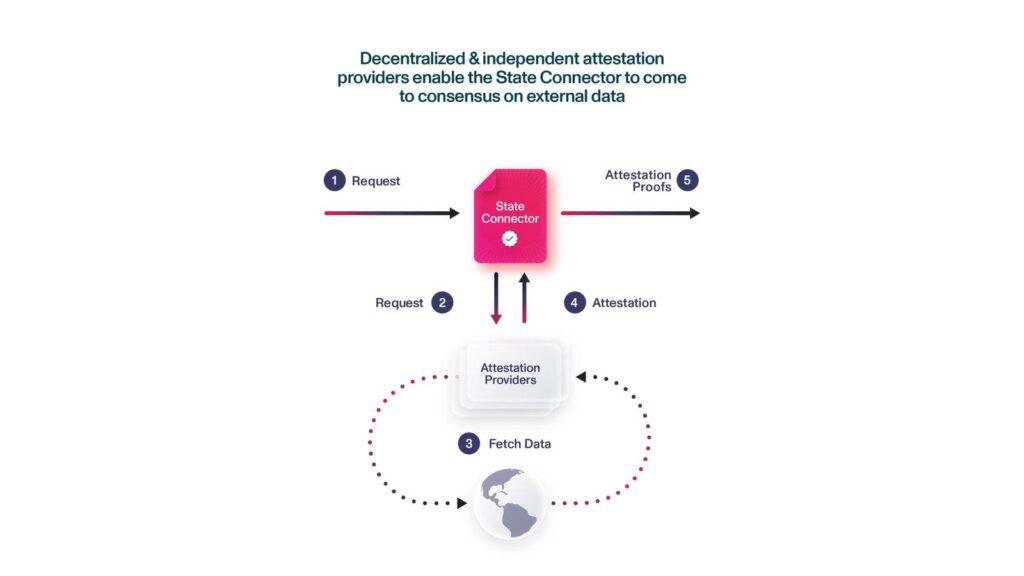 Decentralized & independent attestation
providers enable the State Connector to come
to consensus on external data
1 Request
State
Connector
Attestation
Proofs 5
Request 2
4 Attestation
Attestation
Providers
3 Fetch Data